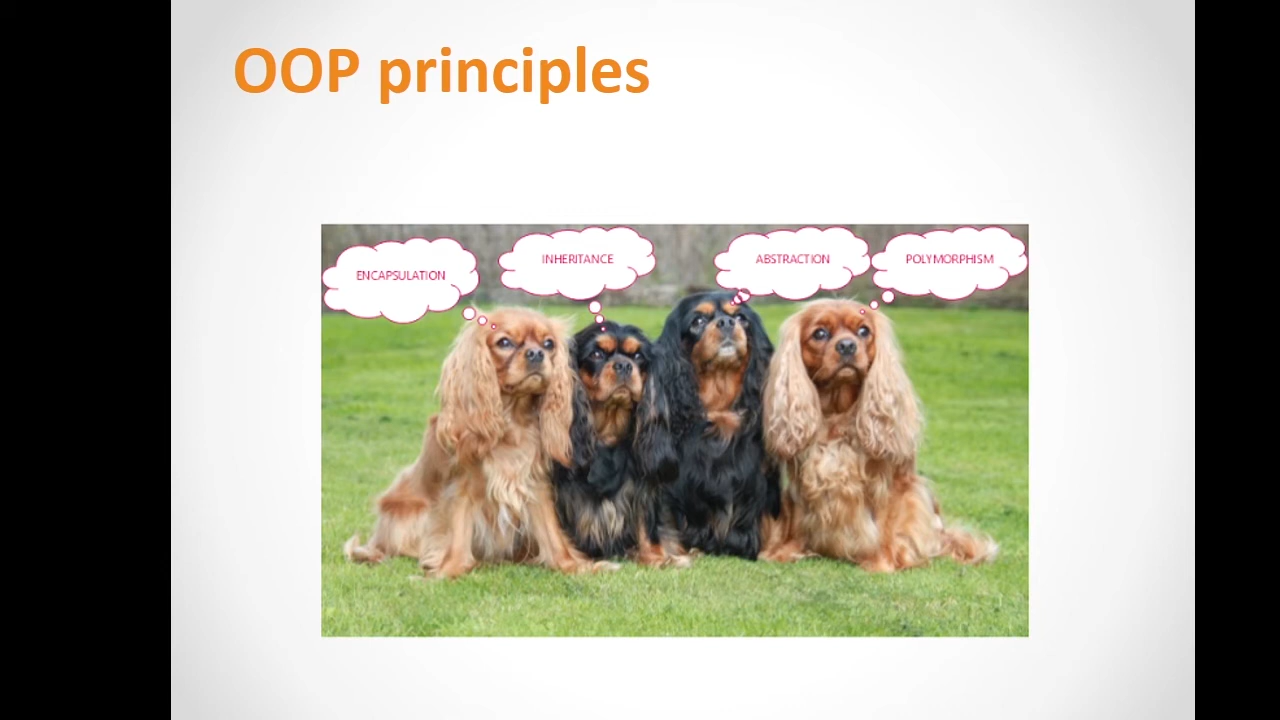 OOP principles
ENCAPSULATION
INHERITANCE
ABSTRACTION
POLYMORPHISM